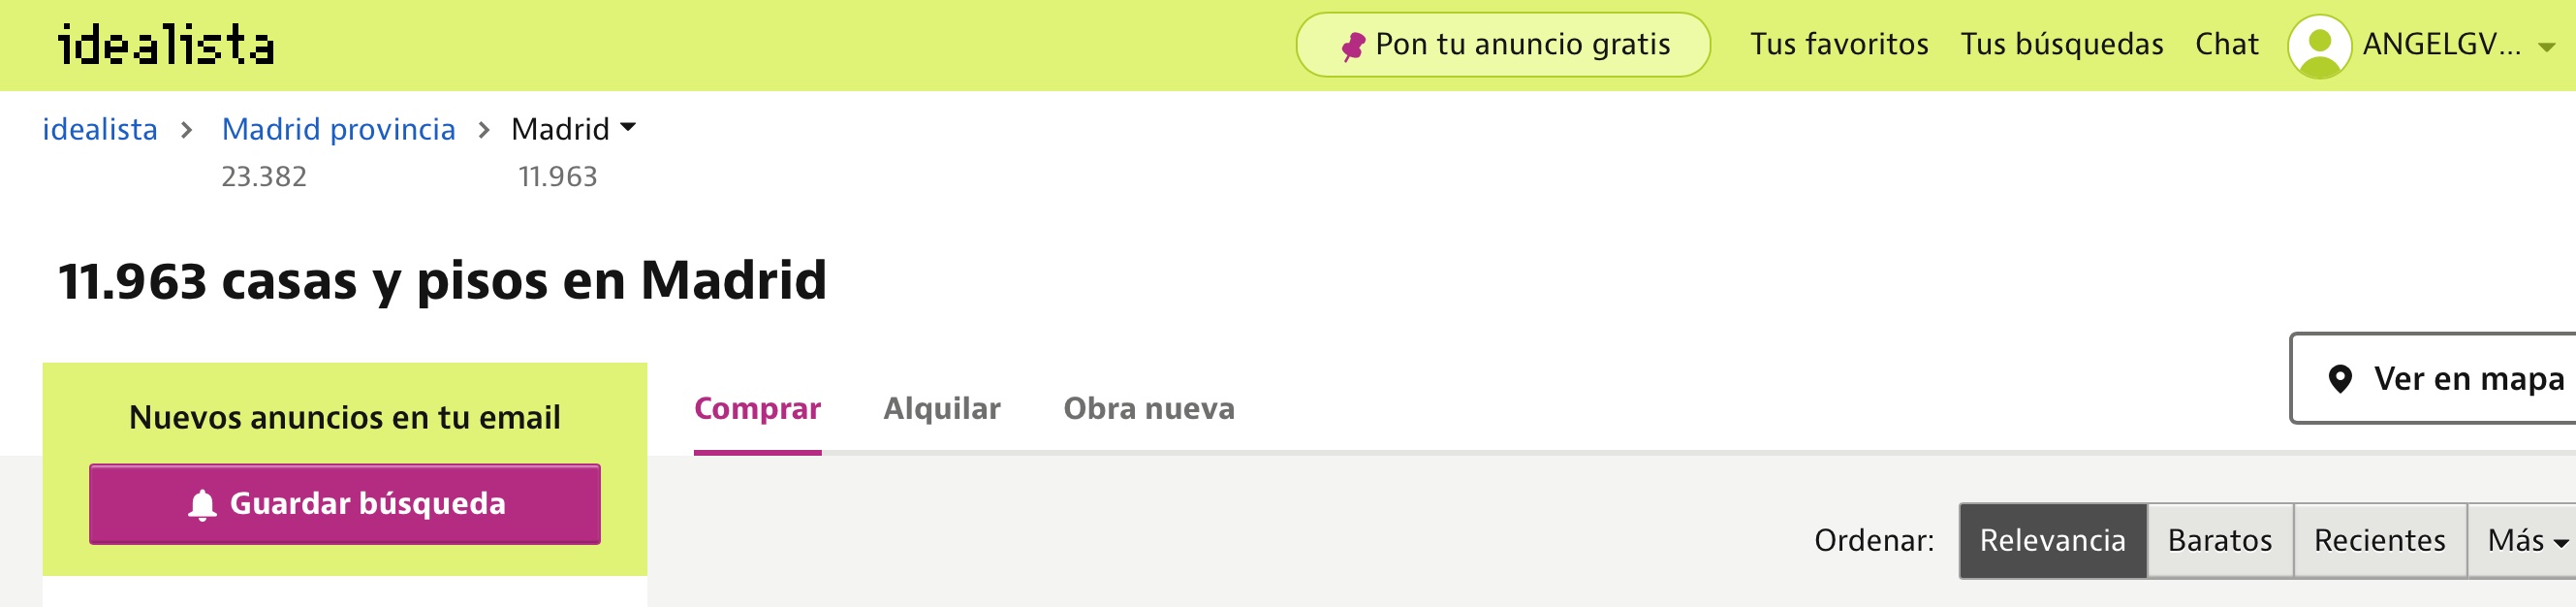 idealista
Pon tu anuncio gratis Tus favoritos Tus búsquedas Chat ANGELGV...
idealista > Madrid provincia > Madrid
23.382 11.963
11.963 casas y pisos en Madrid
Nuevos anuncios en tu email
Guardar búsqueda
Comprar Alquilar Obra nueva
Ver en mapa
Ordenar: Relevancia Baratos Recientes Más